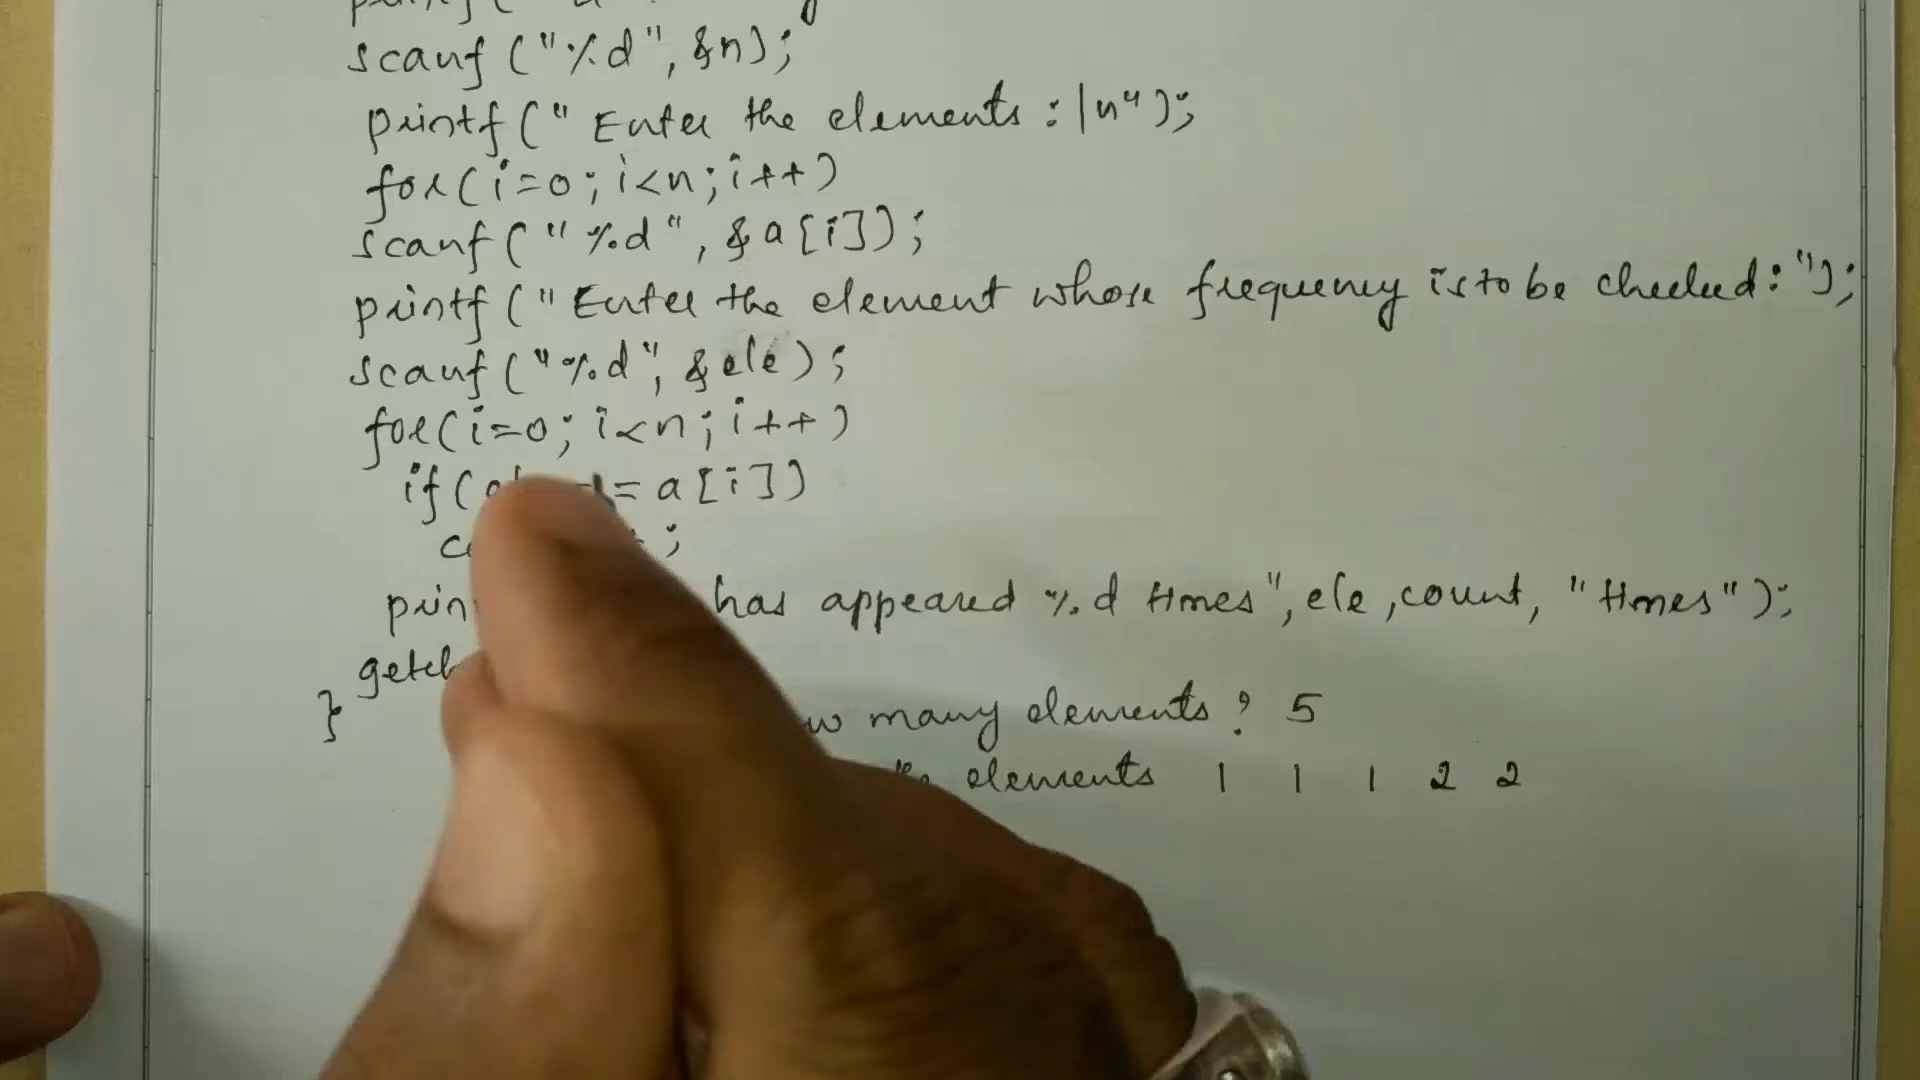 scanf ("%d", &n);
printf (" Enter the elements : \n");
for(i=0; i<n; i++)
scanf (" %d", & a[i]);
printf (" Enter the element whose frequency is to be checked: ");
scanf ("%d", & ele);
for(i=0; i<n; i++)
if( = a[i])
;
has appeared %d times", ele, count, "times");
}
many elements ? 5
elements 1 1 1 2 2